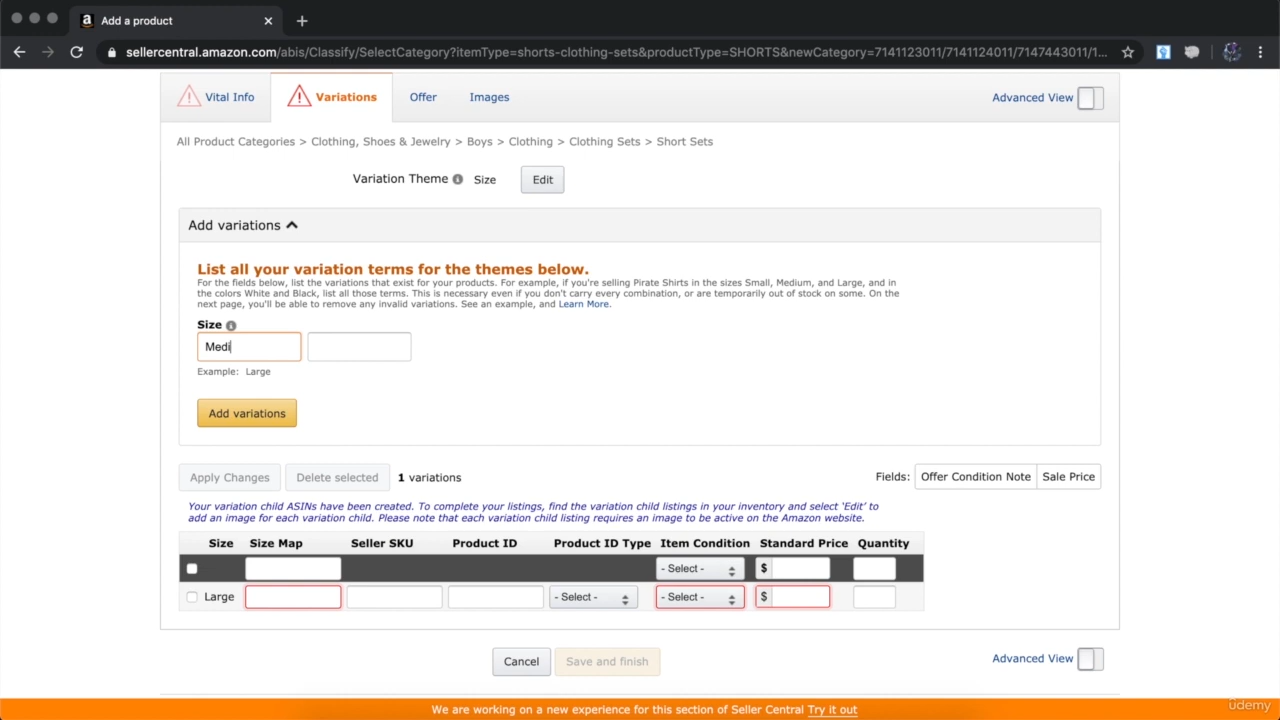 Add a product
sellercentral.amazon.com/abis/Classify/SelectCategory?itemType=shorts-clothing-sets&productType=SHORTS&newCategory=7141123011/7141124011/7147443011/1...
Vital Info
Variations
Offer
Images
Advanced View
All Product Categories > Clothing, Shoes & Jewelry > Boys > Clothing > Clothing Sets > Short Sets
Variation Theme Size Edit
Add variations
List all your variation terms for the themes below.
For the fields below, list the variations that exist for your products. For example, if you're selling Pirate Shirts in the sizes Small, Medium, and Large, and in
the colors White and Black, list all those terms. This is necessary even if you don't carry every combination, or are temporarily out of stock on some. On the
next page, you'll be able to remove any invalid variations. See an example, and Learn More.
Size
Medi
Example: Large
Add variations
Apply Changes Delete selected 1 variations Fields: Offer Condition Note Sale Price
Your variation child ASINs have been created. To complete your listings, find the variation child listings in your inventory and select 'Edit' to
add an image for each variation child. Please note that each variation child listing requires an image to be active on the Amazon website.
Size Size Map Seller SKU Product ID Product ID Type Item Condition Standard Price Quantity
- Select - $
Large - Select - - Select - $
Cancel Save and finish Advanced View
We are working on a new experience for this section of Seller Central Try it out
ûdemy